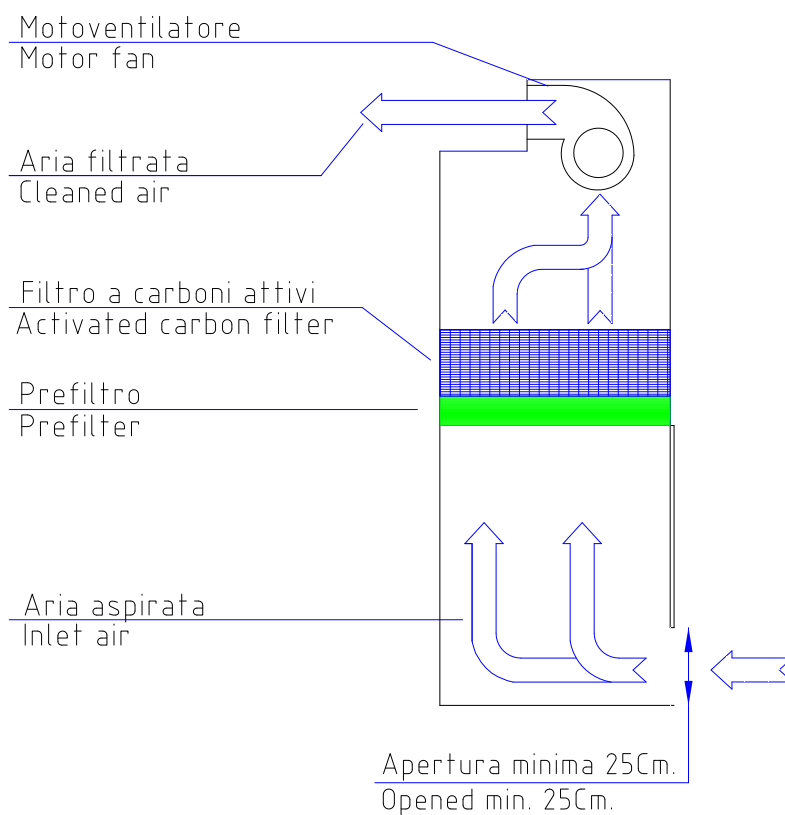 Motoventilatore
Motor fan
Aria filtrata
Cleaned air
Filtro a carboni attivi
Activated carbon filter
Prefiltro
Prefilter
Aria aspirata
Inlet air
Apertura minima 25Cm.
Opened min. 25Cm.